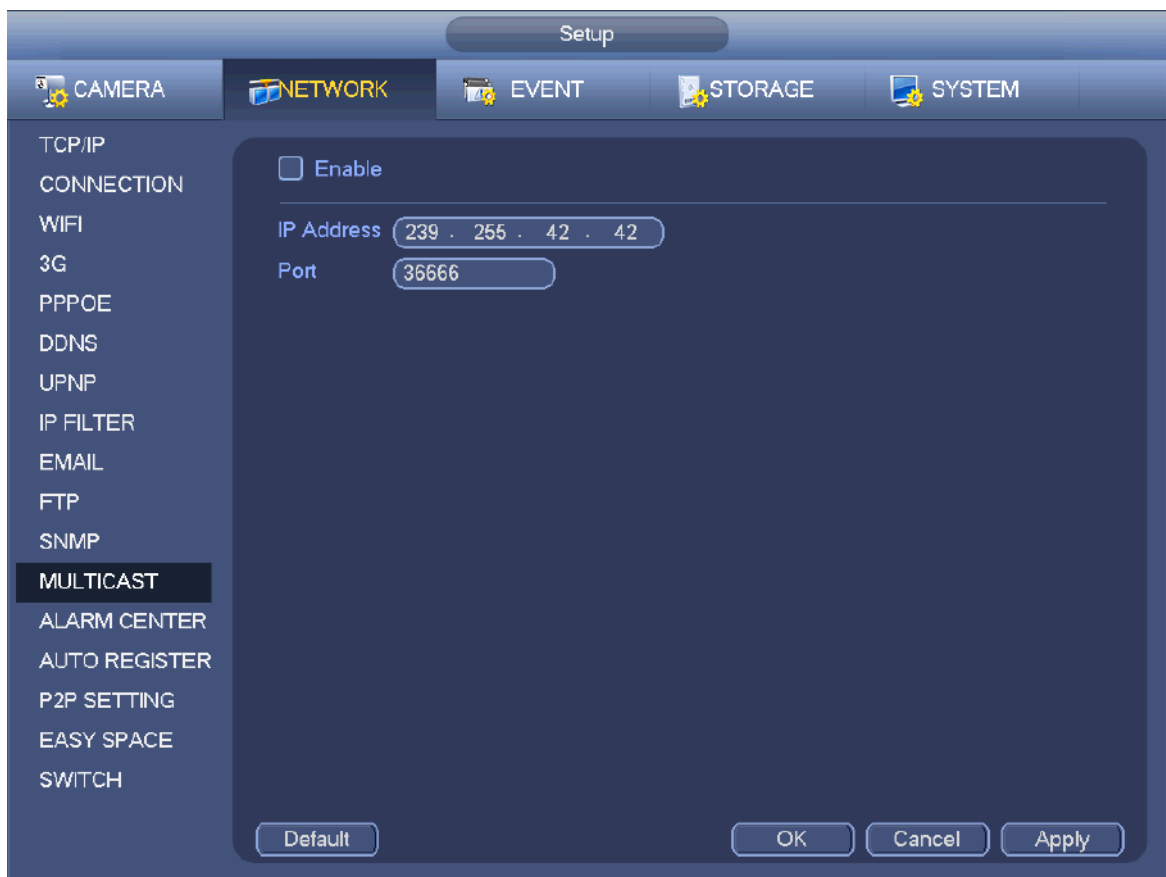 Setup
CAMERA NETWORK EVENT STORAGE SYSTEM
TCP/IP
CONNECTION
WIFI
3G
PPPOE
DDNS
UPNP
IP FILTER
EMAIL
FTP
SNMP
MULTICAST
ALARM CENTER
AUTO REGISTER
P2P SETTING
EASY SPACE
SWITCH
Enable
IP Address 239 . 255 . 42 . 42
Port 36666
Default OK Cancel Apply